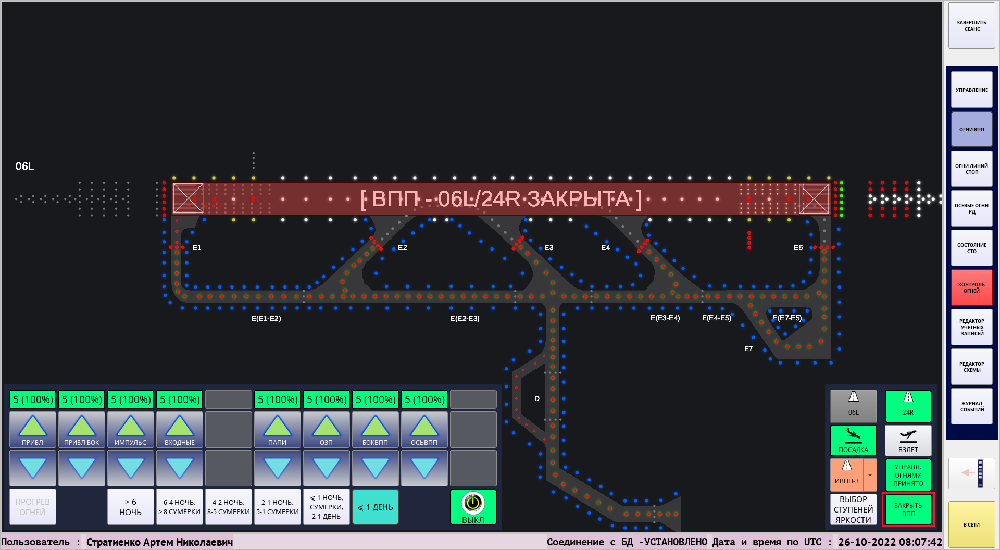 ЗАВЕРШИТЬ
СЕАНС
УПРАВЛЕНИЕ
ОГНИ ВПП
ОГНИ ЛИНИЙ
СТОП
ОСЕВЫЕ ОГНИ
РД
СОСТОЯНИЕ
СТО
КОНТРОЛЬ
ОГНЕЙ
РЕДАКТОР
УЧЕТНЫХ
ЗАПИСЕЙ
РЕДАКТОР
СХЕМЫ
ЖУРНАЛ
СОБЫТИЙ
В СЕТИ
06L
[ ВПП - 06L/24R ЗАКРЫТА ]
E1
E2
E3
E4
E5
E(E1-E2)
E(E2-E3)
E(E3-E4)
E(E4-E5)
E(E7-E5)
E7
D
5 (100%)
5 (100%)
5 (100%)
5 (100%)
5 (100%)
5 (100%)
5 (100%)
5 (100%)
ПРИБЛ
ПРИБЛ БОК
ИМПУЛЬС
ВХОДНЫЕ
ПАПИ
ОЗП
БОКВПП
ОСЬВПП
ПРОГРЕВ
ОГНЕЙ
> 6
НОЧЬ
6-4 НОЧЬ,
> 8 СУМЕРКИ
4-2 НОЧЬ,
8-5 СУМЕРКИ
2-1 НОЧЬ,
5-1 СУМЕРКИ
⩽ 1 НОЧЬ,
СУМЕРКИ,
2-1 ДЕНЬ
⩽ 1 ДЕНЬ
ВЫКЛ
06L
24R
ПОСАДКА
ВЗЛЕТ
ИВПП-3
УПРАВЛ.
ОГНЯМИ
ПРИНЯТО
ВЫБОР
СТУПЕНЕЙ
ЯРКОСТИ
ЗАКРЫТЬ
ВПП
Пользователь : Стратиенко Артем Николаевич
Соединение с БД -УСТАНОВЛЕНО Дата и время по UTC : 26-10-2022 08:07:42